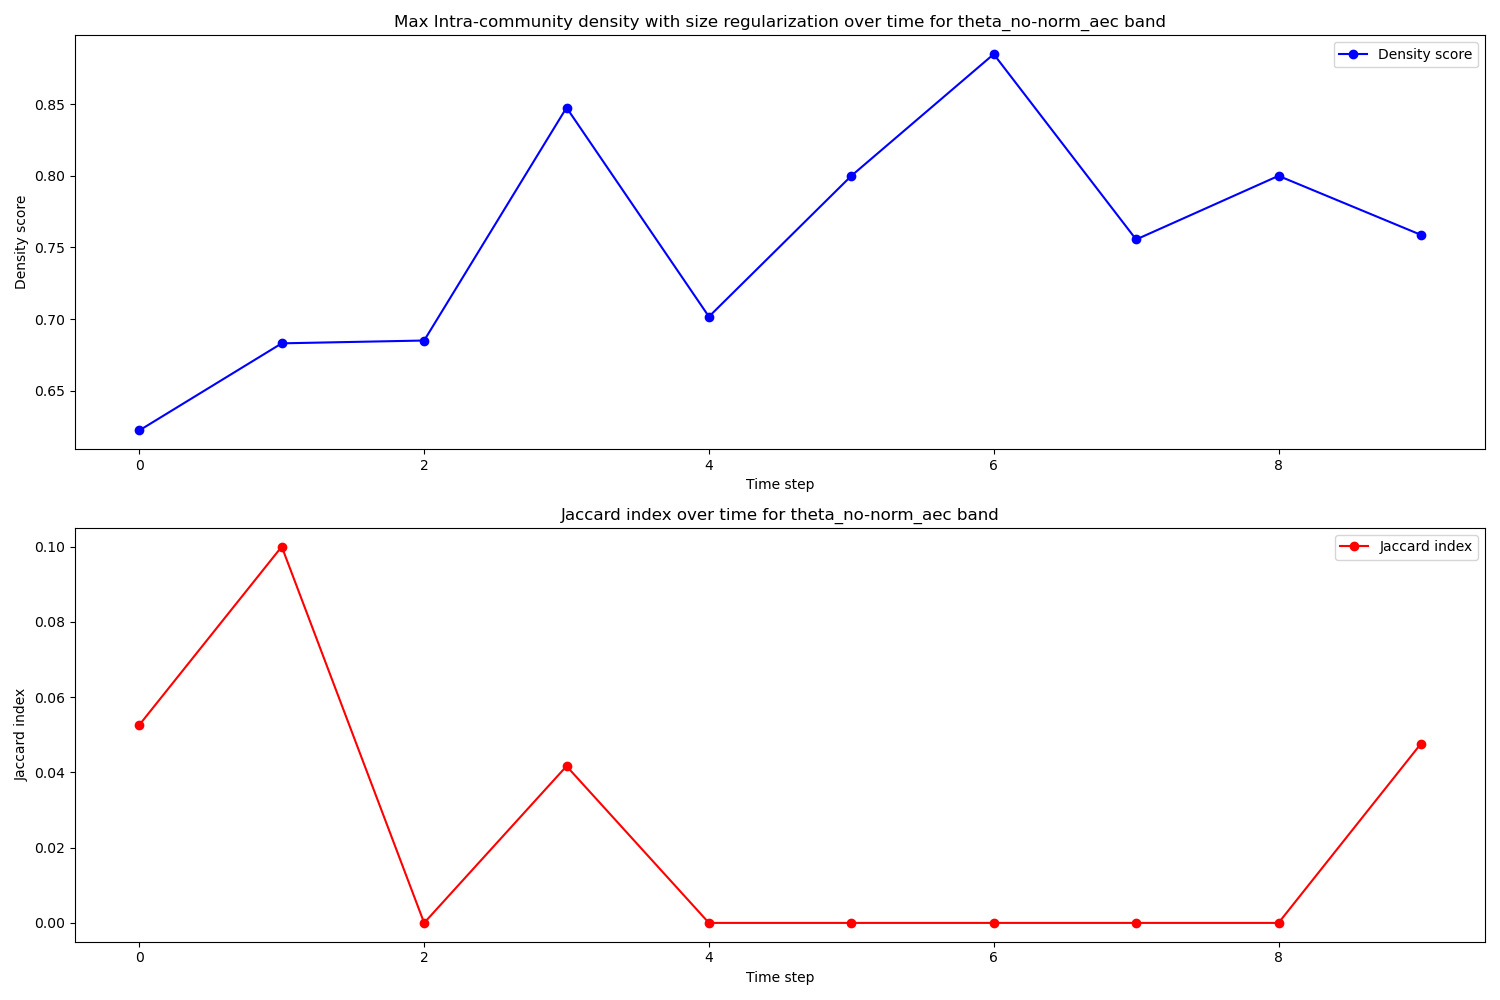 Max Intra-community density with size regularization over time for theta_no-norm_aec band
Density score
0.85
0.80
0.75
0.70
0.65
Density score
0 2 4 6 8
Time step
Jaccard index over time for theta_no-norm_aec band
Jaccard index
0.10
0.08
0.06
0.04
0.02
0.00
Jaccard index
0 2 4 6 8
Time step